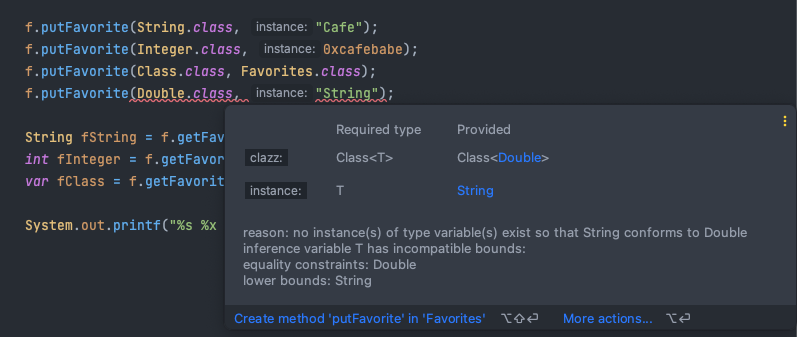 f.putFavorite(String.class, instance: "Cafe");
f.putFavorite(Integer.class, instance: 0xcafebabe);
f.putFavorite(Class.class, Favorites.class);
f.putFavorite(Double.class, instance: "String");
String fString = f.getFav
int fInteger = f.getFavor
var fClass = f.getFavorit
System.out.printf("%s %x
Required type Provided
clazz: Class<T> Class<Double>
instance: T String
reason: no instance(s) of type variable(s) exist so that String conforms to Double
inference variable T has incompatible bounds:
equality constraints: Double
lower bounds: String
Create method 'putFavorite' in 'Favorites' ⌥⇧⏎ More actions... ⌥⏎